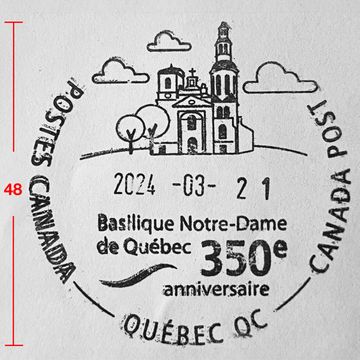 POSTES CANADA
CANADA POST
48
2024 -03- 21
Basilique Notre-Dame
de Québec 350e
anniversaire
QUÉBEC QC